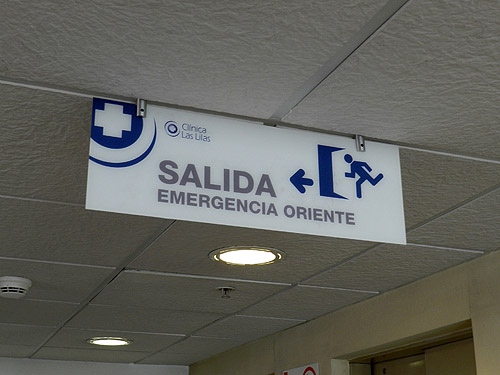 Clínica
Las Lilas
SALIDA
EMERGENCIA ORIENTE